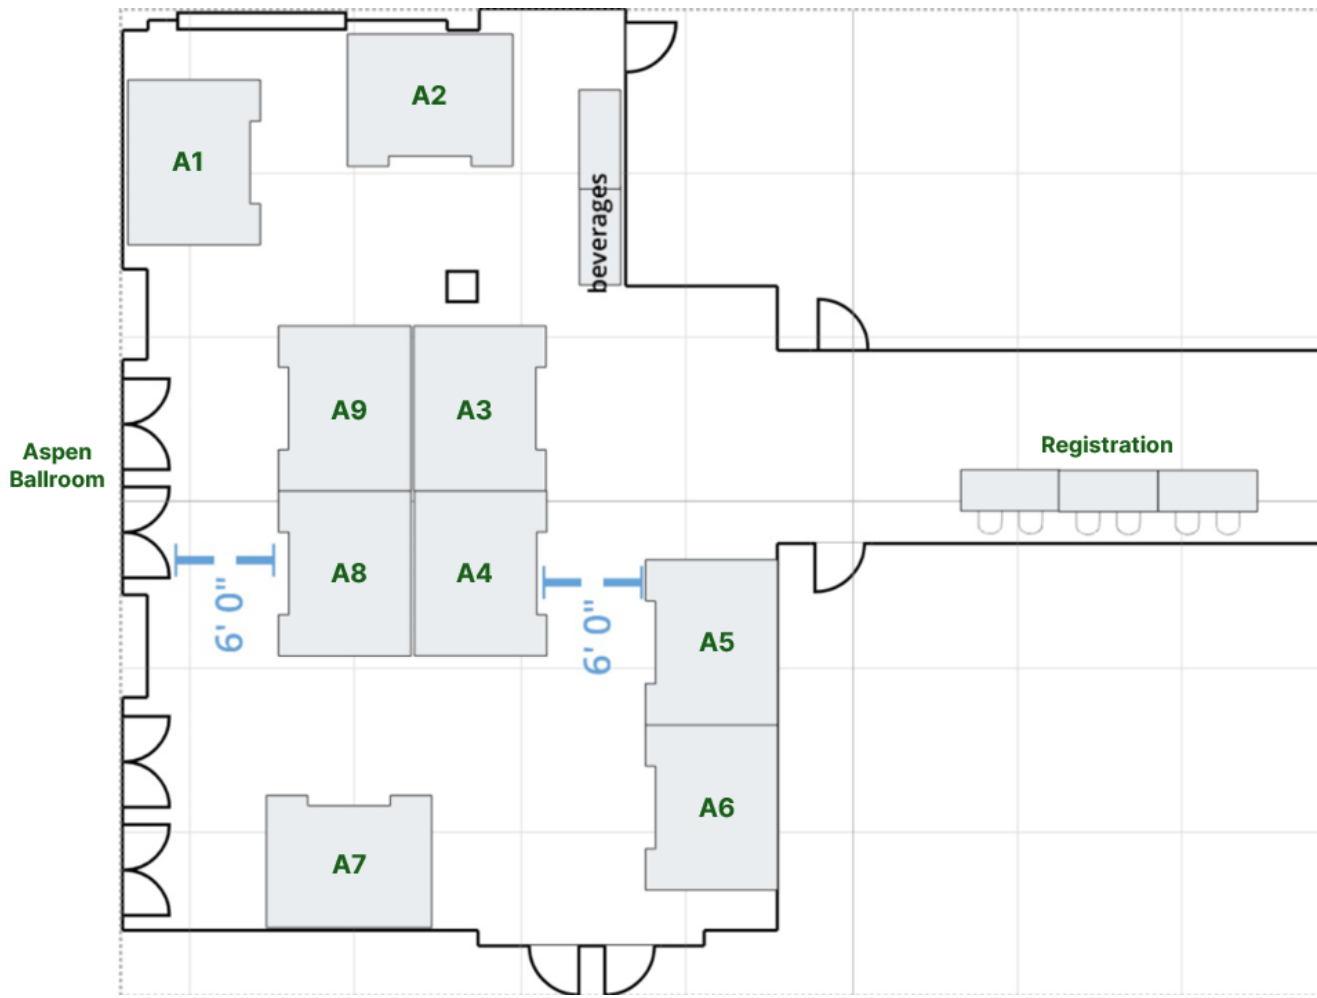 A2
A1
beverages
A9
A3
Aspen
Ballroom
Registration
A8
A4
6' 0"
6' 0"
A5
A6
A7